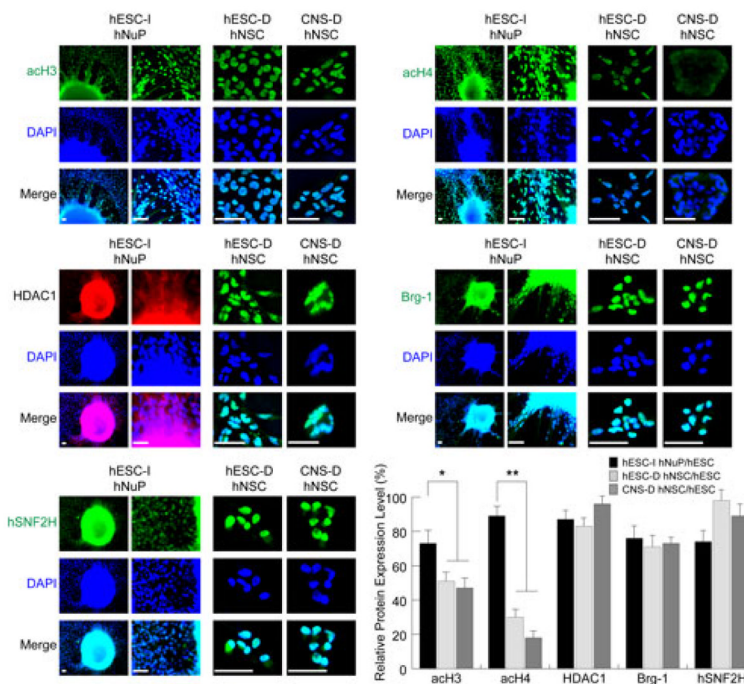 hESC-I hNuP
hESC-D hNSC
CNS-D hNSC
acH3
DAPI
Merge
hESC-I hNuP
hESC-D hNSC
CNS-D hNSC
acH4
DAPI
Merge
hESC-I hNuP
hESC-D hNSC
CNS-D hNSC
HDAC1
DAPI
Merge
hESC-I hNuP
hESC-D hNSC
CNS-D hNSC
Brg-1
DAPI
Merge
hESC-I hNuP
hESC-D hNSC
CNS-D hNSC
hSNF2H
DAPI
Merge
hESC-I hNuP/hESC
hESC-D hNSC/hESC
CNS-D hNSC/hESC
Relative Protein Expression Level (%)
100
80
60
40
20
0
*
**
acH3 acH4 HDAC1 Brg-1 hSNF2H